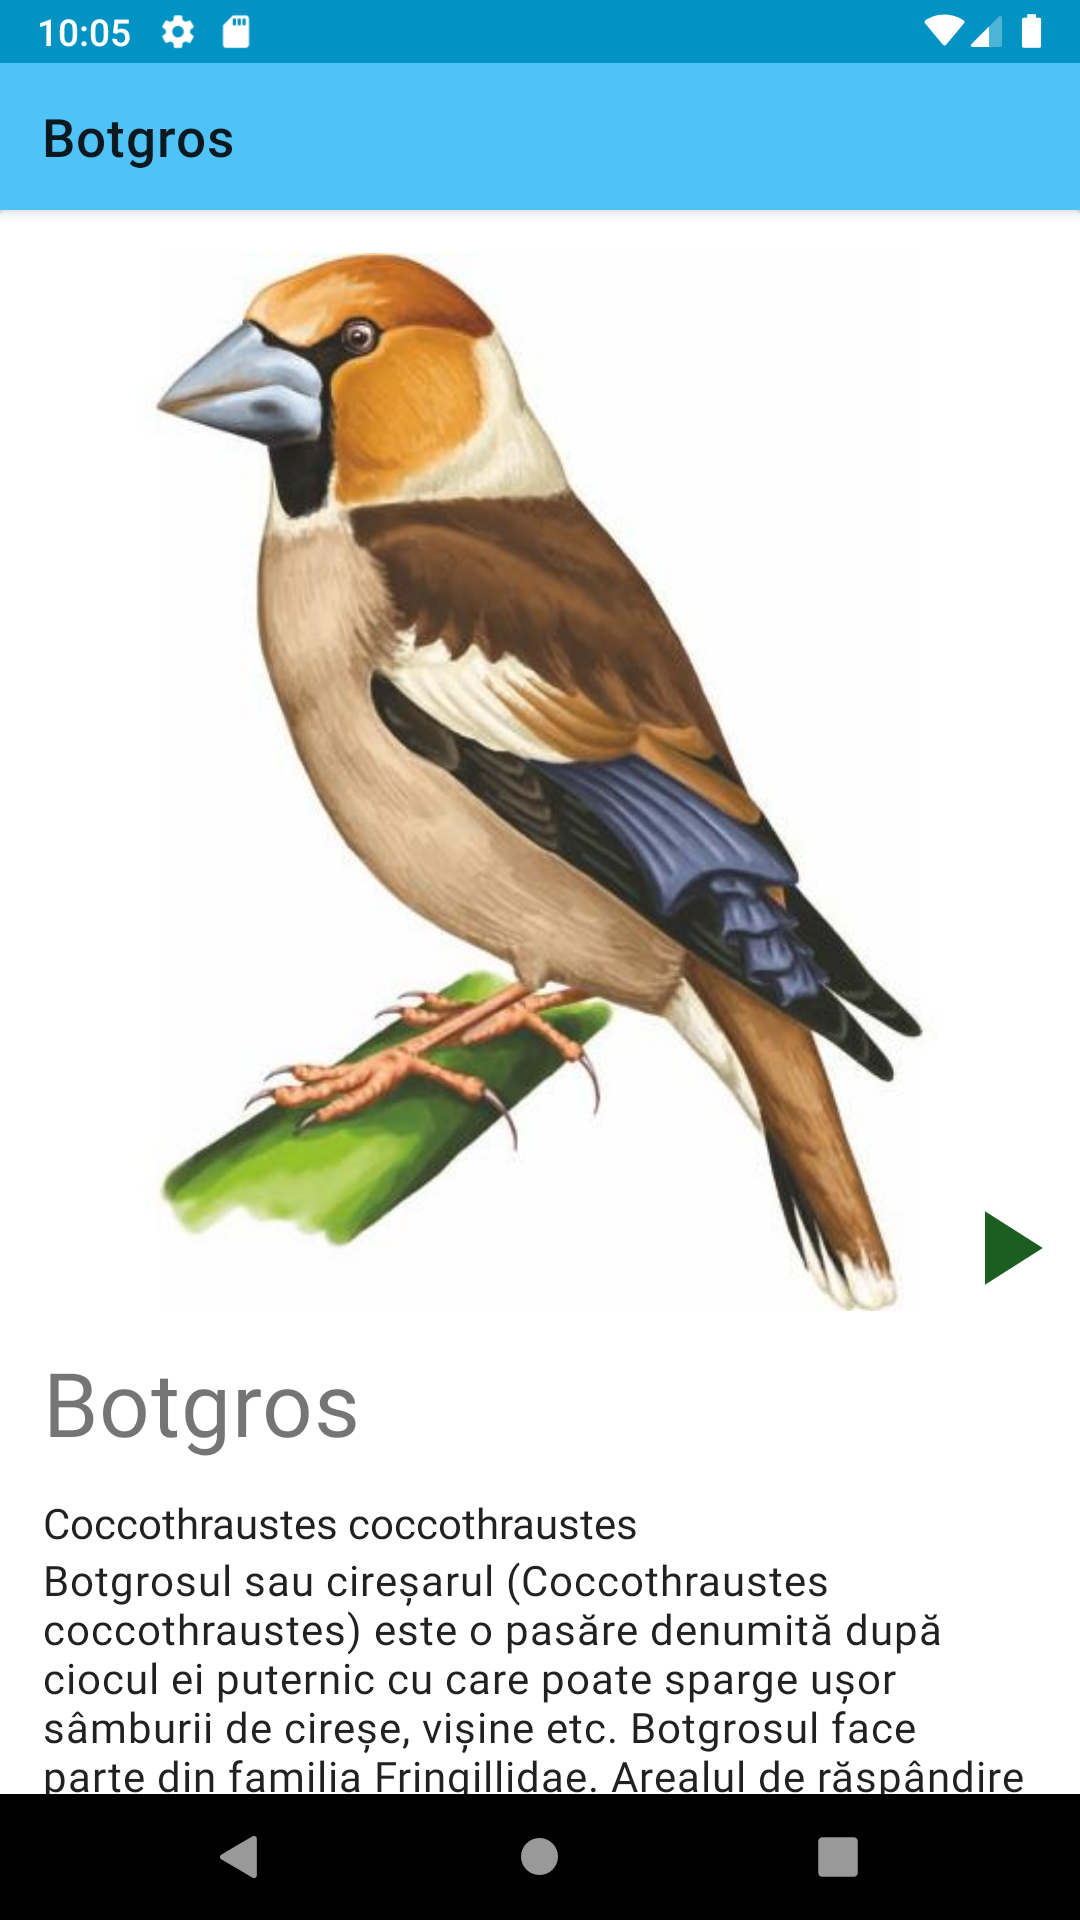 10:05
Botgros
Botgros
Coccothraustes coccothraustes
Botgrosul sau cireșarul (Coccothraustes
coccothraustes) este o pasăre denumită după
ciocul ei puternic cu care poate sparge ușor
sâmburii de cireșe, vișine etc. Botgrosul face
parte din familia Fringillidae. Arealul de răspândire